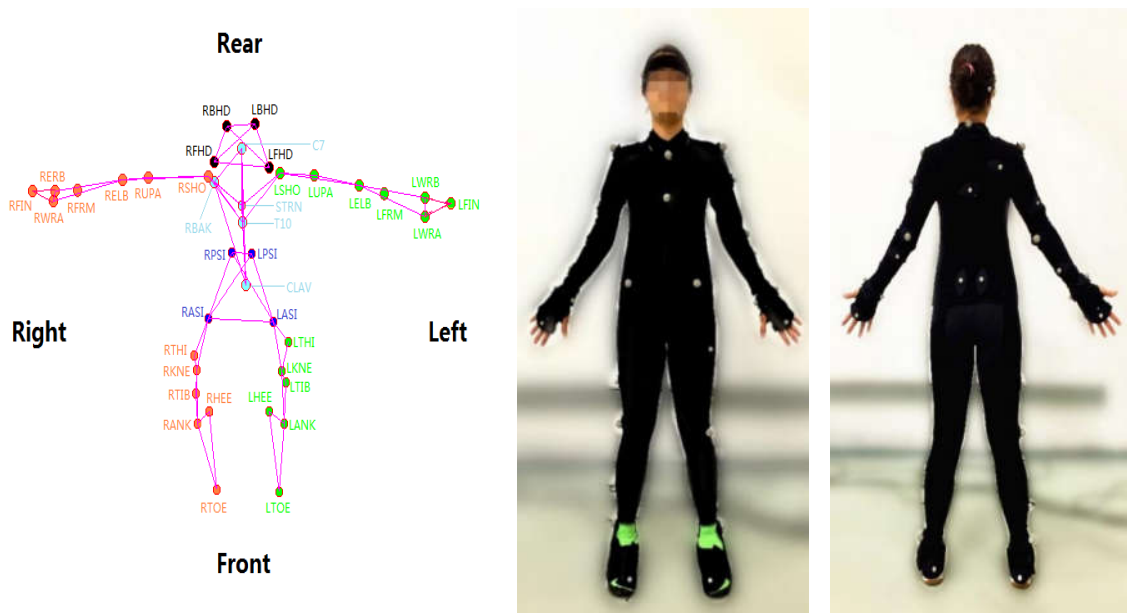 Rear
RBHD
LBHD
C7
RFHD
LFHD
RERB
RSHO
LSHO
LWRB
RELB
RUPA
LUPA
RFIN
RWRA
RFRM
LELB
LFRM
LFIN
STRN
RBAK
T10
LWRA
RPSI
LPSI
CLAV
RASI
LASI
Right
Left
RTHI
LTHI
RKNE
LKNE
RTIB
LTIB
RHEE
LHEE
RANK
LANK
RTOE
LTOE
Front